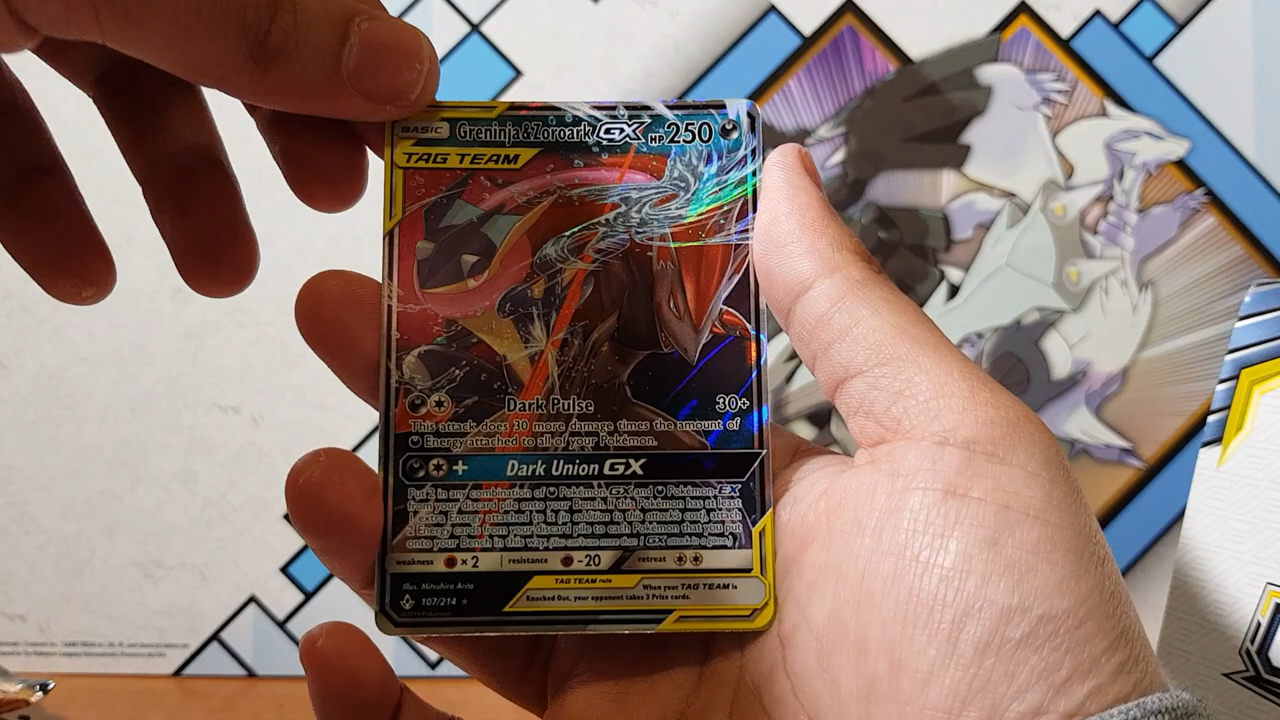 BASIC Greninja&Zoroark GX HP250
TAG TEAM
Dark Pulse 30+
This attack does 30 more damage times the amount of
Energy attached to all of your Pokémon.
+ Dark Union GX
Put 2 in any combination of Pokémon-GX and Pokémon-EX
from your discard pile onto your Bench. If this Pokémon has at least
1 extra Energy attached to it (in addition to this attack's cost), attach
2 Energy cards from your discard pile to each Pokémon that you put
onto your Bench in this way. (You can't use more than 1 GX attack in a game.)
weakness ×2 resistance -20 retreat
Illus. Mitsuhiro Arita
TAG TEAM rule
When your TAG TEAM is
Knocked Out, your opponent takes 3 Prize cards.
107/214
©2019 Pokémon